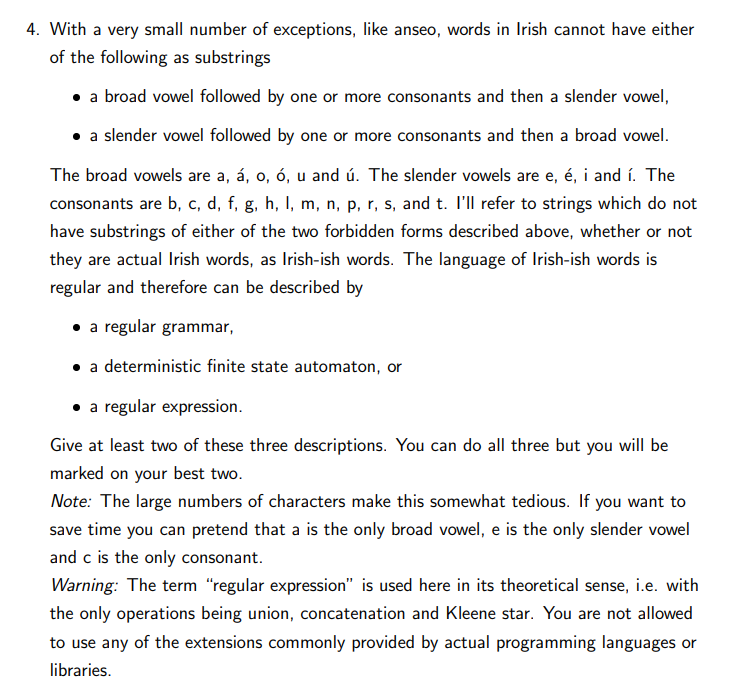 4. With a very small number of exceptions, like anseo, words in Irish cannot have either
of the following as substrings
• a broad vowel followed by one or more consonants and then a slender vowel,
• a slender vowel followed by one or more consonants and then a broad vowel.
The broad vowels are a, á, o, ó, u and ú. The slender vowels are e, é, i and í. The
consonants are b, c, d, f, g, h, l, m, n, p, r, s, and t. I'll refer to strings which do not
have substrings of either of the two forbidden forms described above, whether or not
they are actual Irish words, as Irish-ish words. The language of Irish-ish words is
regular and therefore can be described by
• a regular grammar,
• a deterministic finite state automaton, or
• a regular expression.
Give at least two of these three descriptions. You can do all three but you will be
marked on your best two.
Note: The large numbers of characters make this somewhat tedious. If you want to
save time you can pretend that a is the only broad vowel, e is the only slender vowel
and c is the only consonant.
Warning: The term “regular expression” is used here in its theoretical sense, i.e. with
the only operations being union, concatenation and Kleene star. You are not allowed
to use any of the extensions commonly provided by actual programming languages or
libraries.